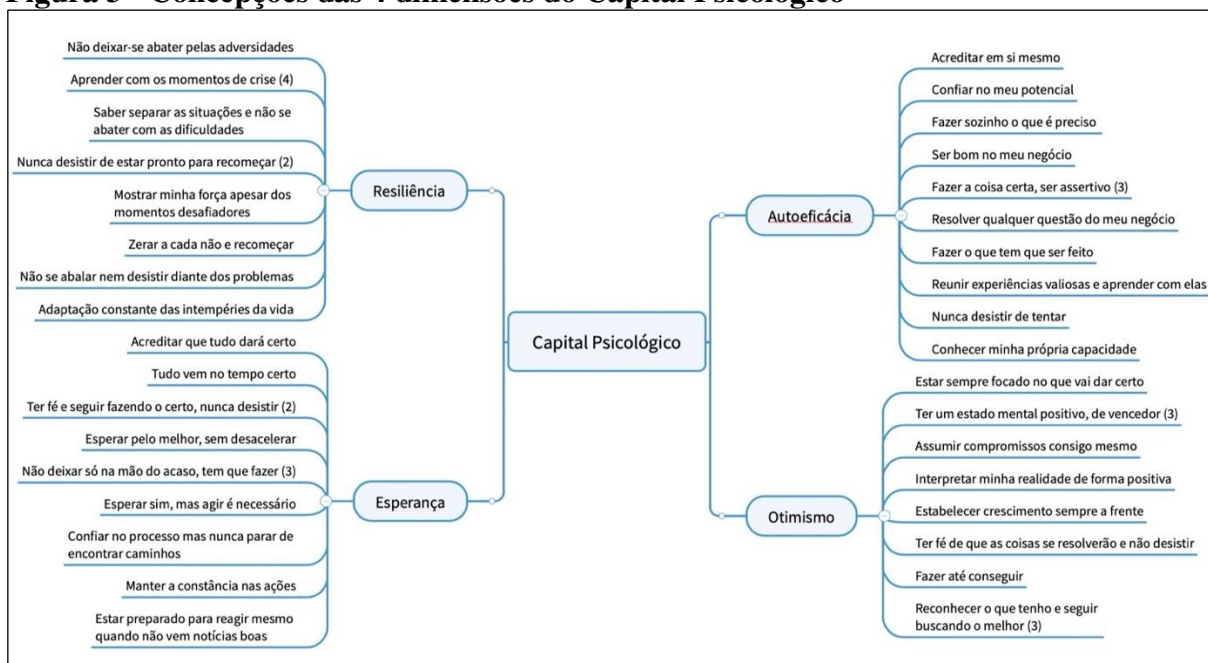 Figura 3 - Concepções das 4 dimensões do Capital Psicológico
Não deixar-se abater pelas adversidades
Aprender com os momentos de crise (4)
Saber separar as situações e não se
abater com as dificuldades
Nunca desistir de estar pronto para recomeçar (2)
Mostrar minha força apesar dos
momentos desafiadores
Zerar a cada não e recomeçar
Não se abalar nem desistir diante dos problemas
Adaptação constante das intempéries da vida
Resiliência
Acreditar que tudo dará certo
Tudo vem no tempo certo
Ter fé e seguir fazendo o certo, nunca desistir (2)
Esperar pelo melhor, sem desacelerar
Não deixar só na mão do acaso, tem que fazer (3)
Esperar sim, mas agir é necessário
Confiar no processo mas nunca parar de
encontrar caminhos
Manter a constância nas ações
Estar preparado para reagir mesmo
quando não vem notícias boas
Esperança
Capital Psicológico
Autoeficácia
Acreditar em si mesmo
Confiar no meu potencial
Fazer sozinho o que é preciso
Ser bom no meu negócio
Fazer a coisa certa, ser assertivo (3)
Resolver qualquer questão do meu negócio
Fazer o que tem que ser feito
Reunir experiências valiosas e aprender com elas
Nunca desistir de tentar
Conhecer minha própria capacidade
Otimismo
Estar sempre focado no que vai dar certo
Ter um estado mental positivo, de vencedor (3)
Assumir compromissos consigo mesmo
Interpretar minha realidade de forma positiva
Estabelecer crescimento sempre a frente
Ter fé de que as coisas se resolverão e não desistir
Fazer até conseguir
Reconhecer o que tenho e seguir
buscando o melhor (3)